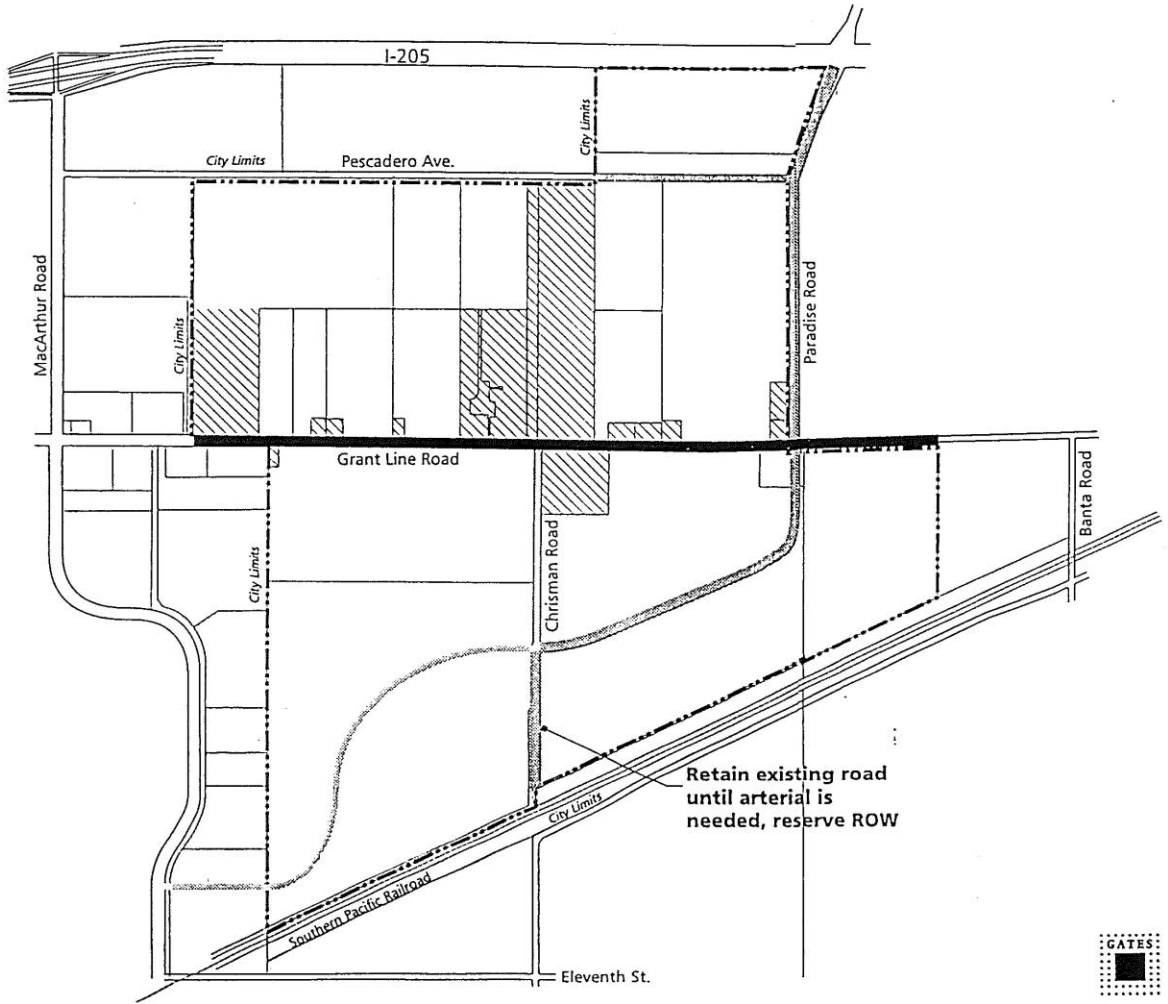 I-205
City Limits
Pescadero Ave.
City Limits
MacArthur Road
City Limits
Paradise Road
Grant Line Road
Chrisman Road
Banta Road
City Limits
Retain existing road
until arterial is
needed, reserve ROW
City Limits
Southern Pacific Railroad
Eleventh St.
GATES